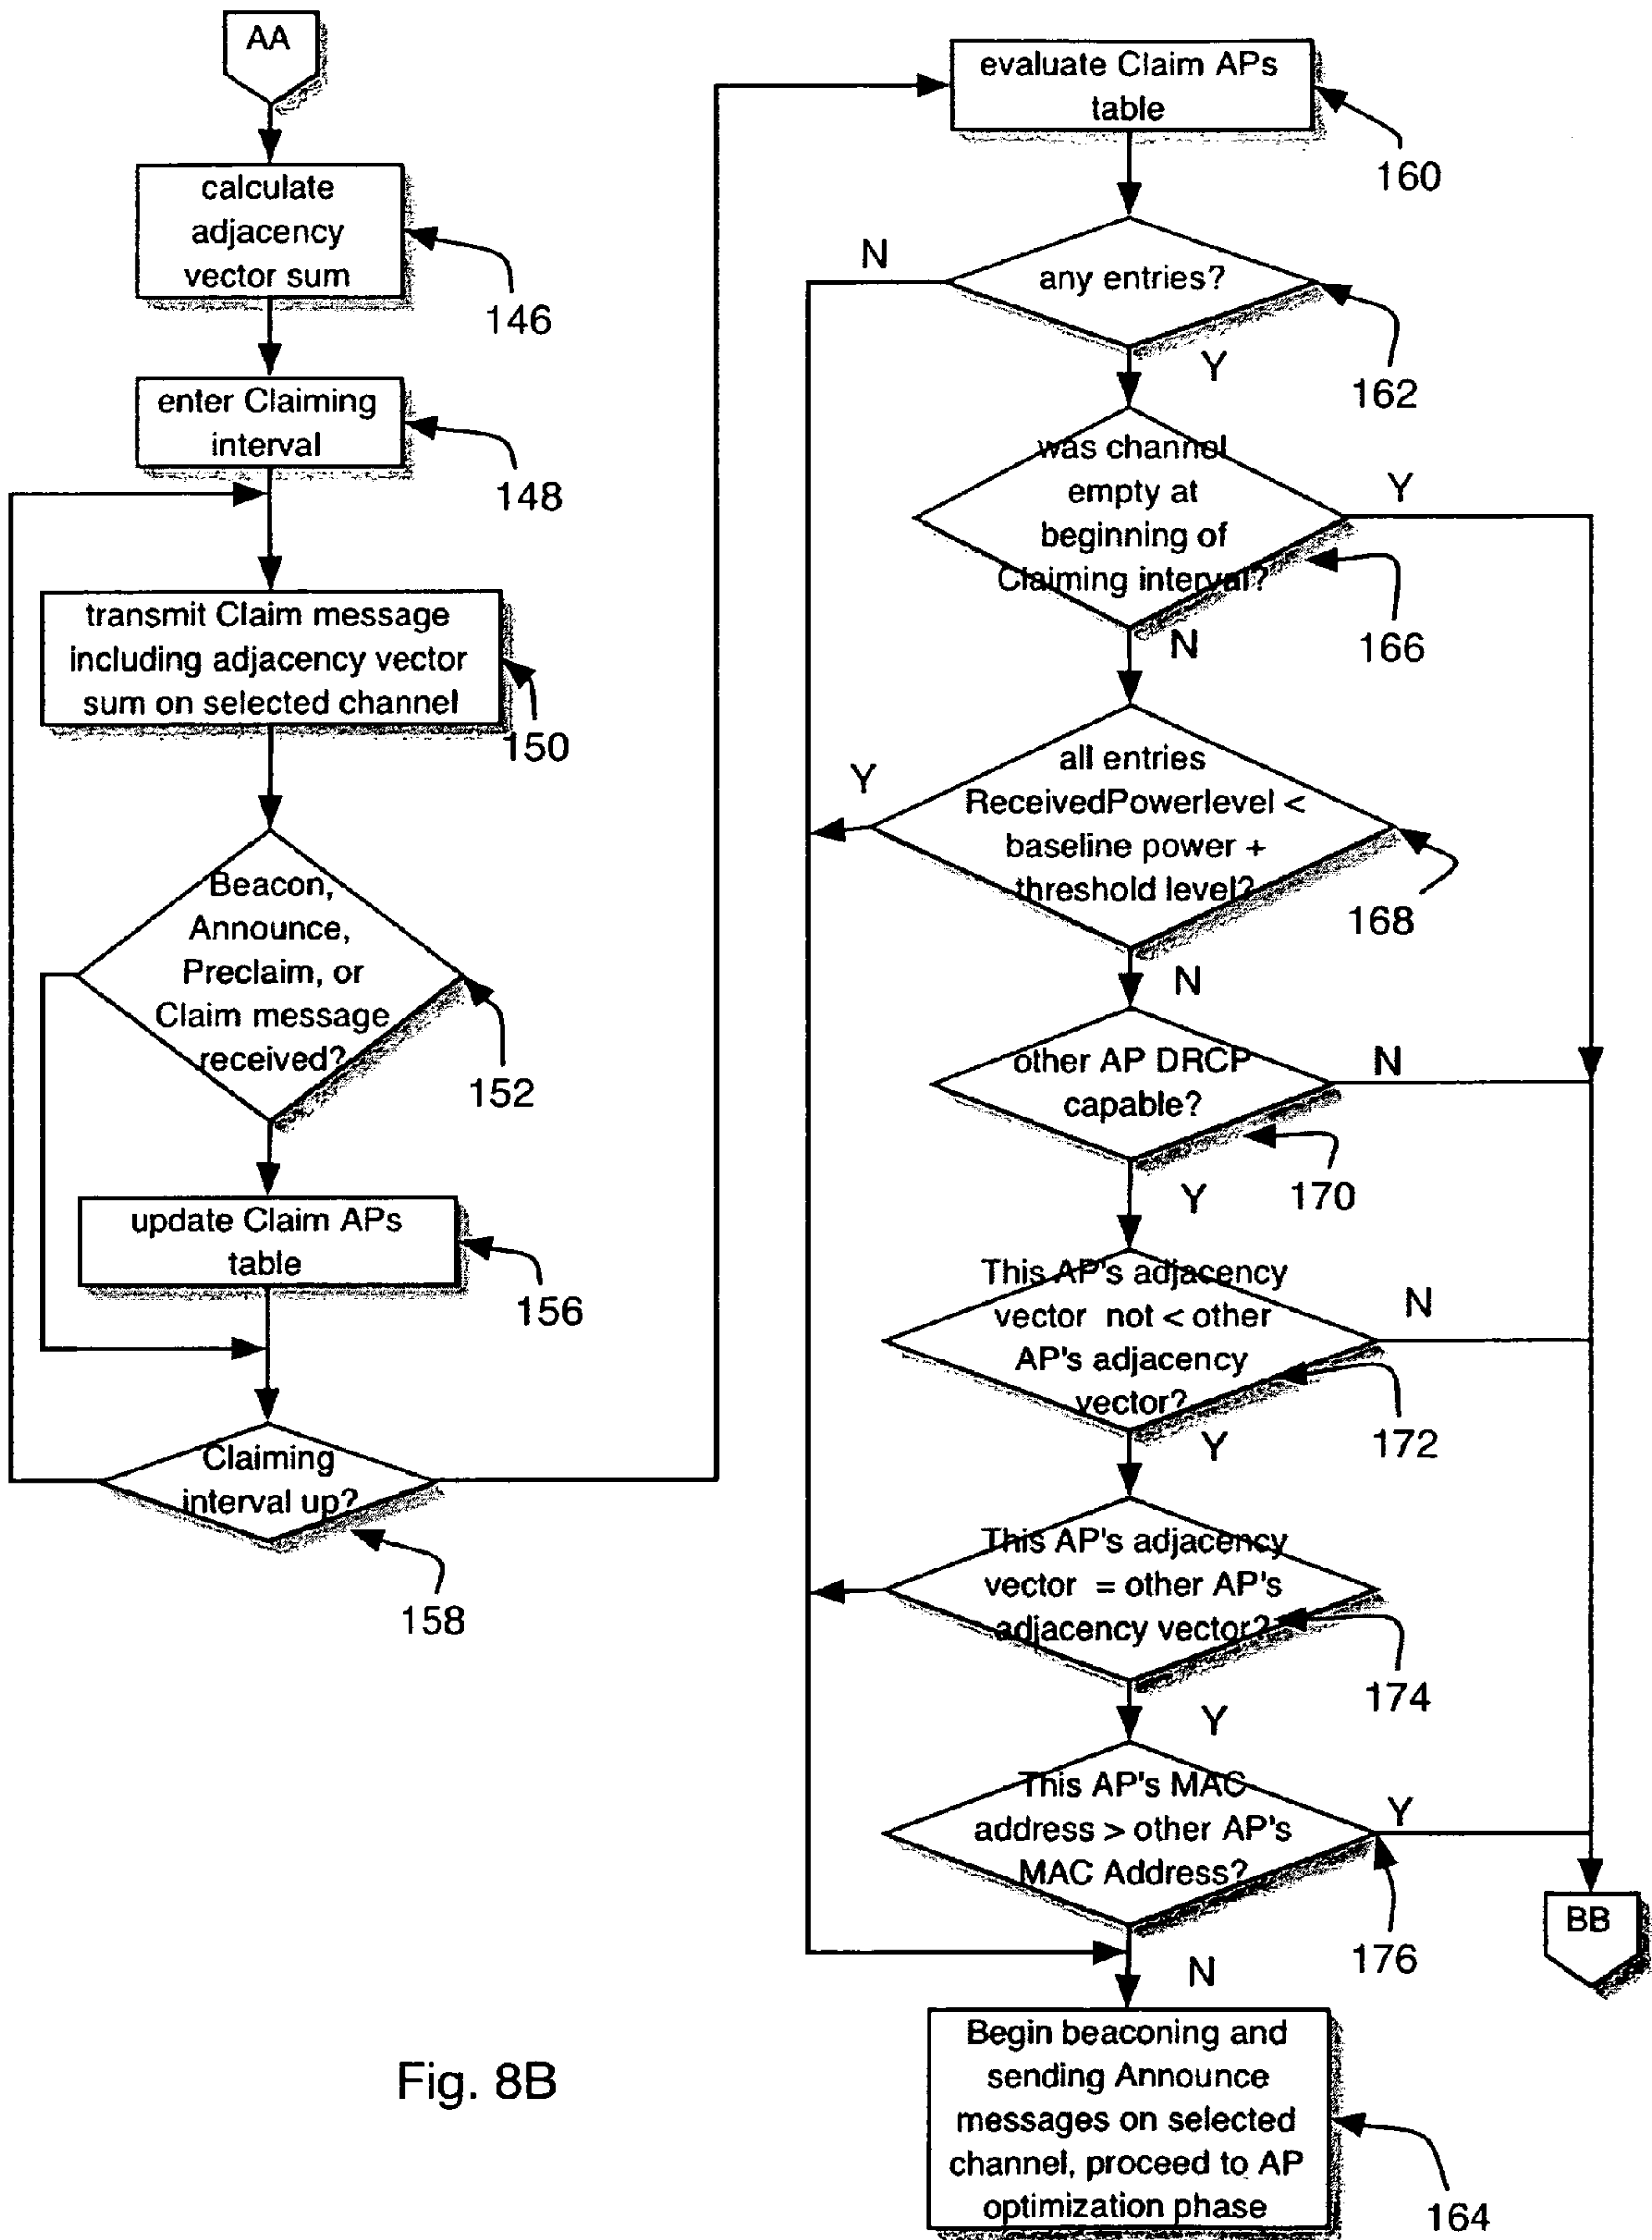 AA
calculate
adjacency
vector sum
146
enter Claiming
interval
148
transmit Claim message
including adjacency vector
sum on selected channel
150
Beacon,
Announce,
Preclaim, or
Claim message
received?
152
update Claim APs
table
156
Claiming
interval up?
158
evaluate Claim APs
table
160
N
any entries?
Y
162
was channel
empty at
beginning of
Claiming interval?
Y
N
166
all entries
ReceivedPowerlevel <
baseline power +
threshold level?
Y
168
N
other AP DRCP
capable?
N
170
Y
This AP's adjacency
vector not < other
AP's adjacency
vector?
N
172
Y
This AP's adjacency
vector = other AP's
adjacency vector?
174
Y
This AP's MAC
address > other AP's
MAC Address?
Y
176
BB
N
Begin beaconing and
sending Announce
messages on selected
channel, proceed to AP
optimization phase
164
Fig. 8B